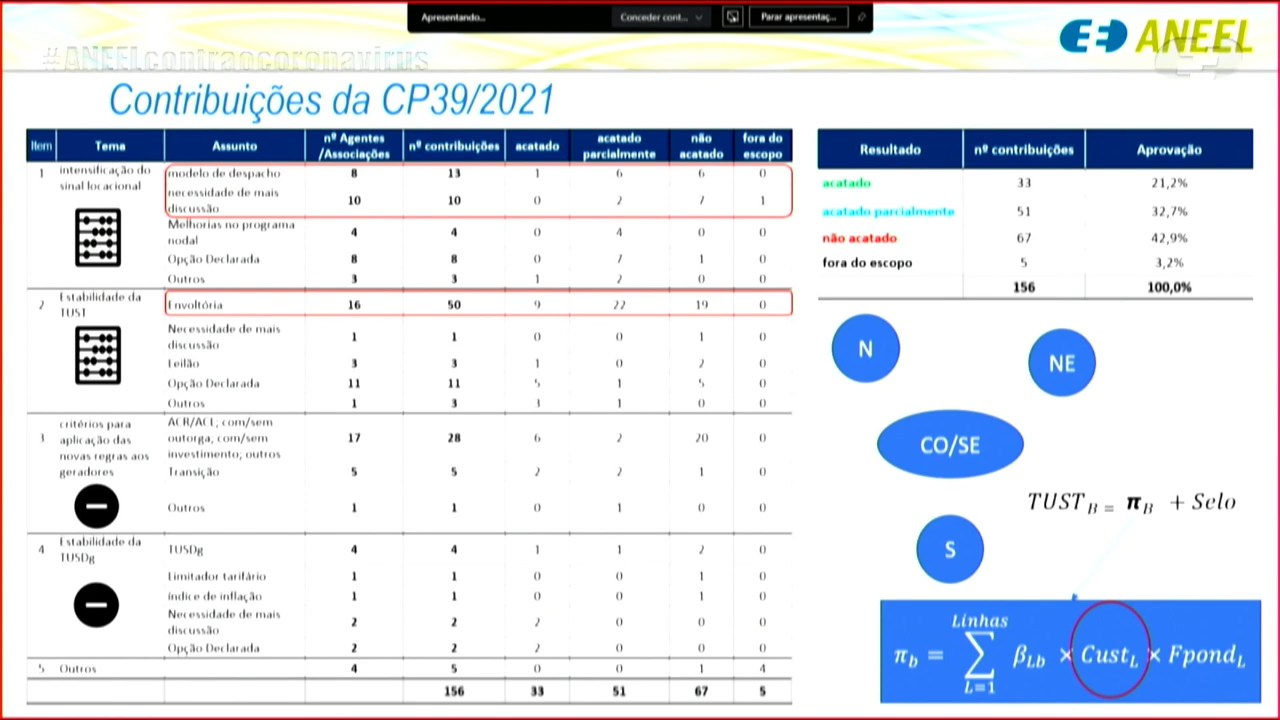 Apresentando...
Conceder cont...
Parar apresentaç...
ANEEL
#ANEELcontraocoronavirus
Contribuições da CP39/2021
Item Tema Assunto nº Agentes /Associações nº contribuições acatado acatado parcialmente não acatado fora do escopo
1 intensificação do sinal locacional modelo de despacho 8 13 1 6 6 0
necessidade de mais discussão 10 10 0 2 7 1
Melhorias no programa nodal 4 4 0 4 0 0
Opção Declarada 8 8 0 7 1 0
Outros 3 3 1 2 0 0
2 Estabilidade da TUST Envoltória 16 50 9 22 19 0
Necessidade de mais discussão 1 1 0 0 1 0
Leilão 3 3 1 0 2 0
Opção Declarada 11 11 5 1 5 0
Outros 1 3 3 1 0 0
3 critérios para aplicação das novas regras aos geradores ACR/ACL; com/sem outorga; com/sem investimento; outros 17 28 6 2 20 0
Transição 5 5 2 2 1 0
Outros 1 1 0 1 0 0
4 Estabilidade da TUSDg TUSDg 4 4 1 1 2 0
Limitador tarifário 1 1 0 0 1 0
índice de inflação 1 1 0 0 1 0
Necessidade de mais discussão 2 2 2 0 0 0
Opção Declarada 2 2 2 0 0 0
5 Outros 4 5 0 0 1 4
156 33 51 67 5
Resultado nº contribuições Aprovação
acatado 33 21,2%
acatado parcialmente 51 32,7%
não acatado 67 42,9%
fora do escopo 5 3,2%
156 100,0%
N
NE
CO/SE
S
TUST B = π B + Selo
π b = Linhas ∑ L=1 β Lb × Cust L × Fpond L